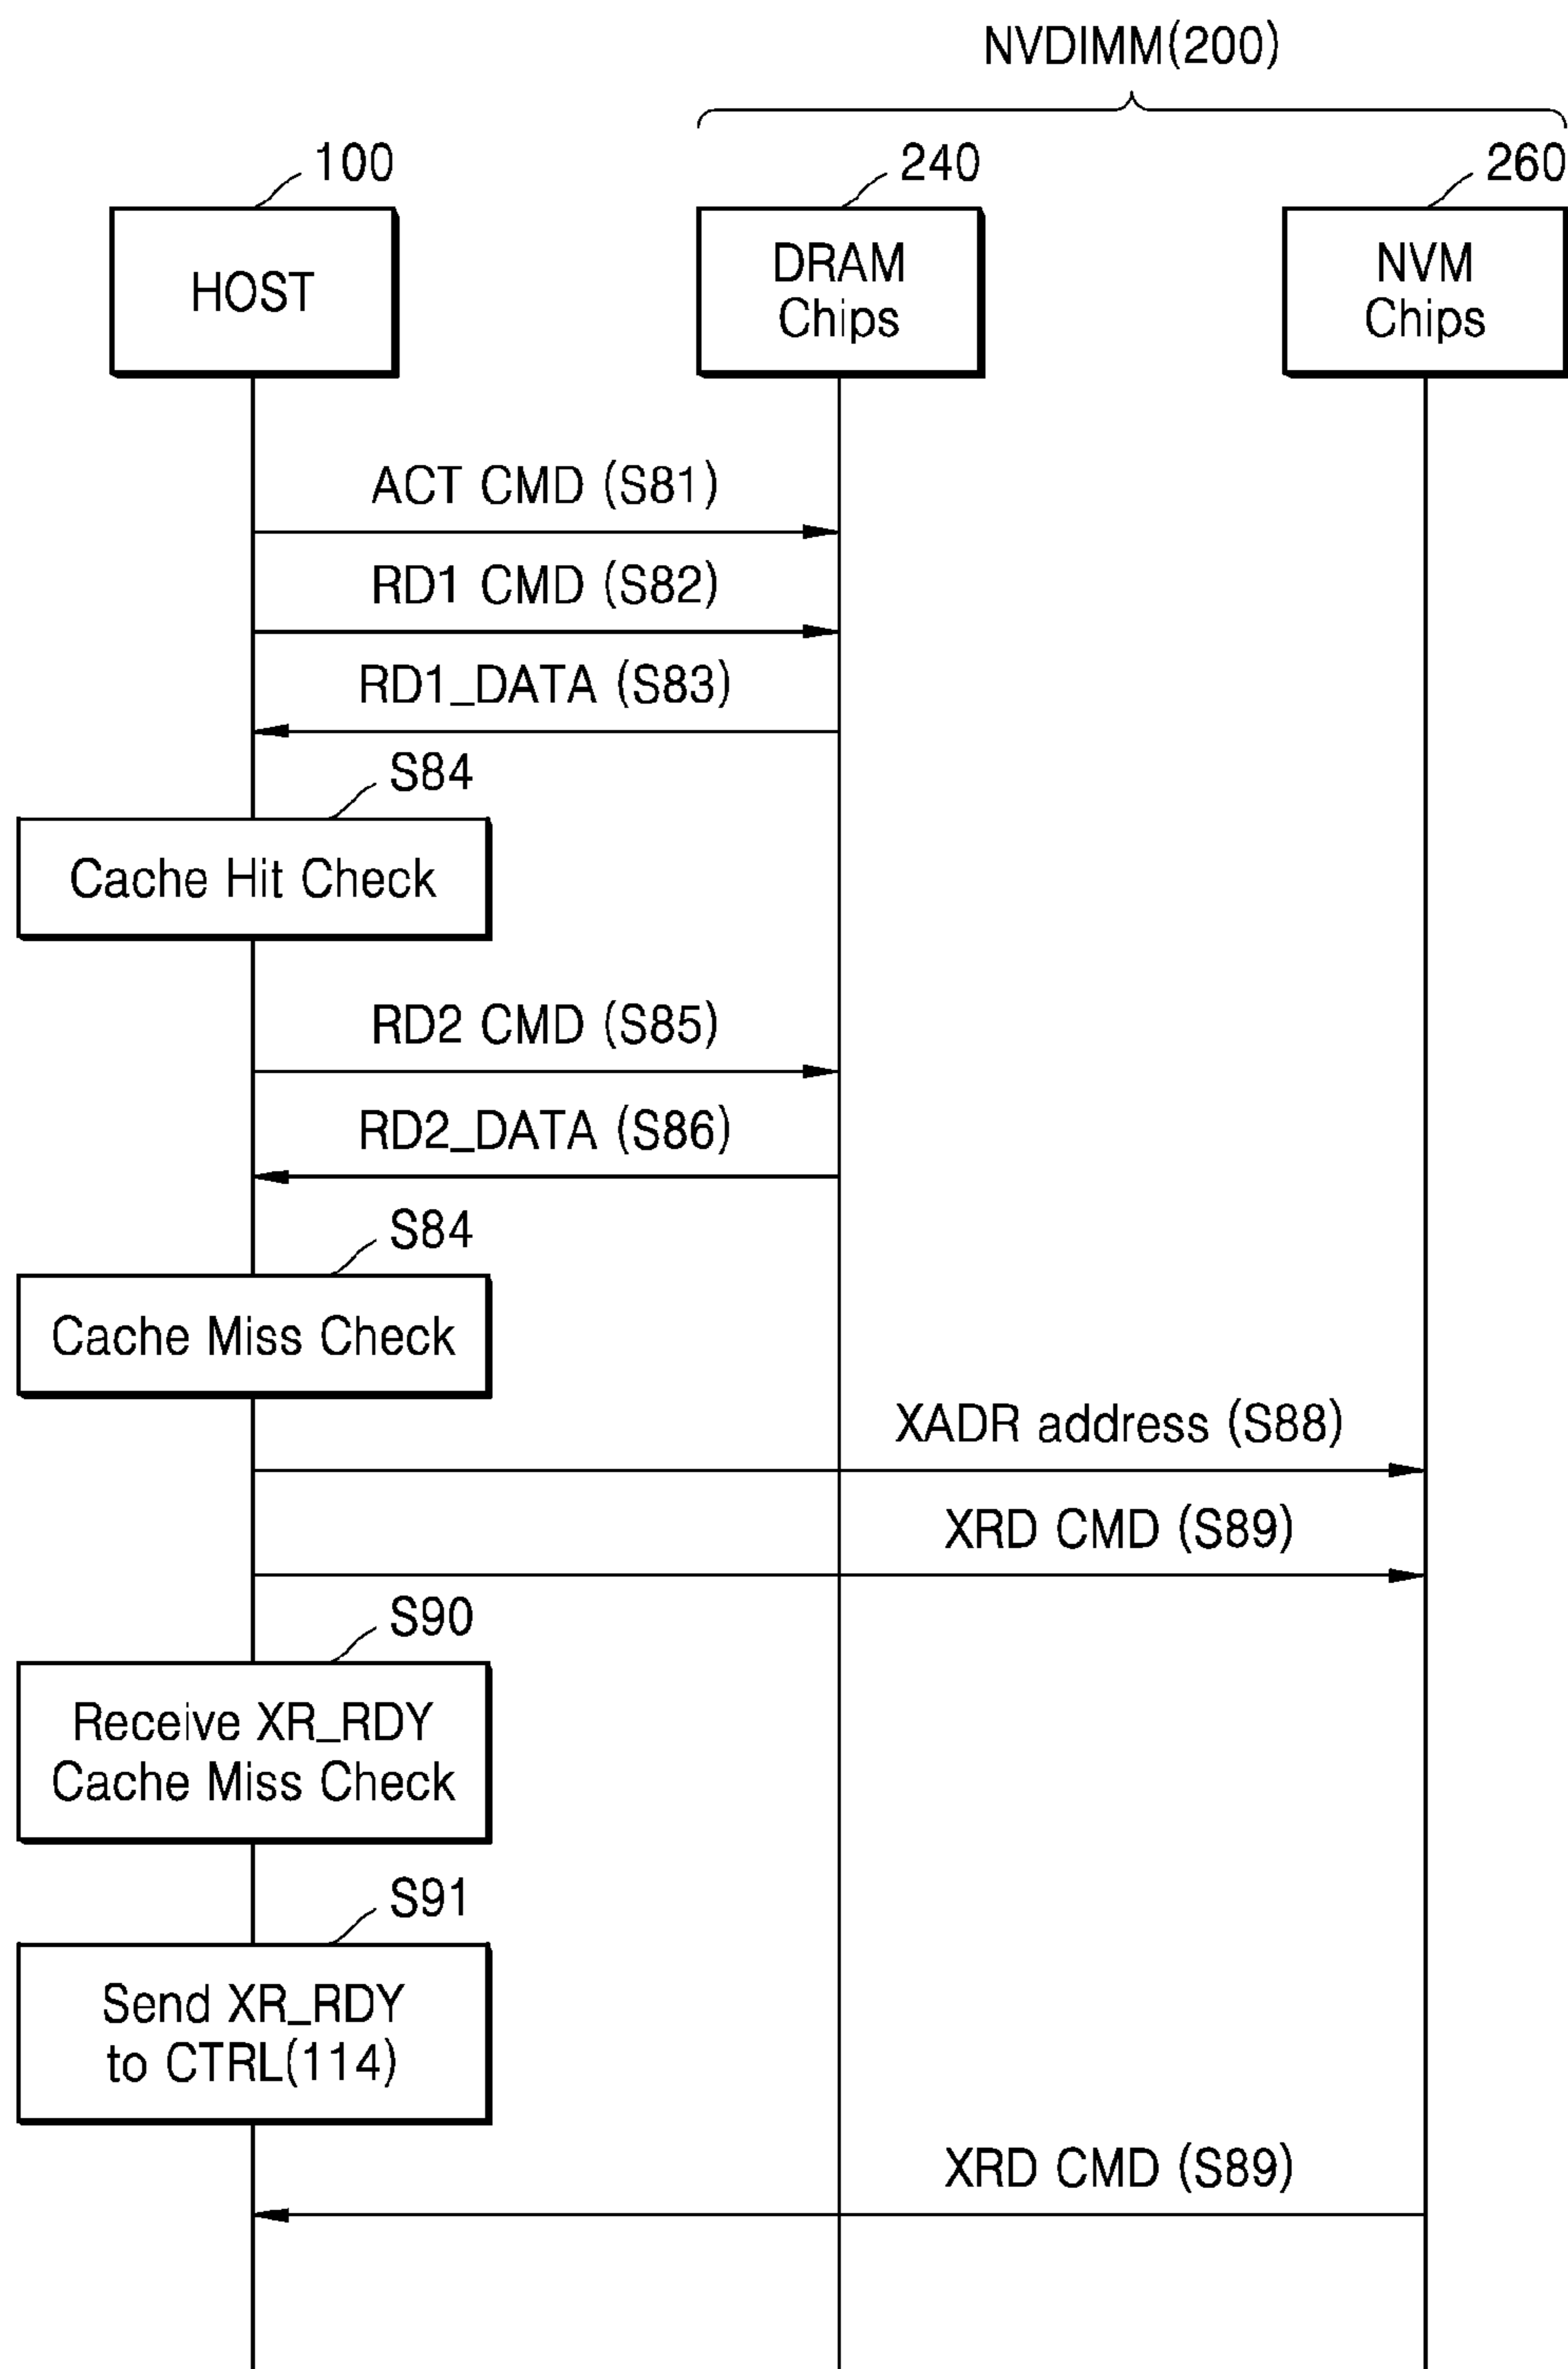 NVDIMM(200)
100
240
260
HOST
DRAM
Chips
NVM
Chips
ACT CMD (S81)
RD1 CMD (S82)
RD1_DATA (S83)
S84
Cache Hit Check
RD2 CMD (S85)
RD2_DATA (S86)
S84
Cache Miss Check
XADR address (S88)
XRD CMD (S89)
S90
Receive XR_RDY
Cache Miss Check
S91
Send XR_RDY
to CTRL(114)
XRD CMD (S89)